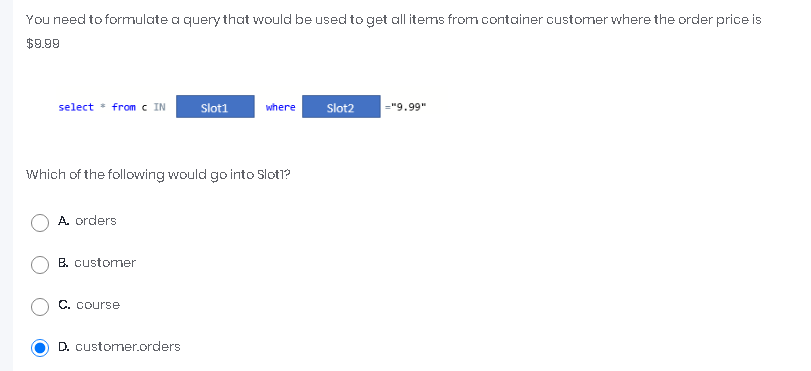 You need to formulate a query that would be used to get all items from container customer where the order price is
$9.99
select * from c IN Slot1 where Slot2 ="9.99"
Which of the following would go into Slot1?
A. orders
B. customer
C. course
D. customer.orders